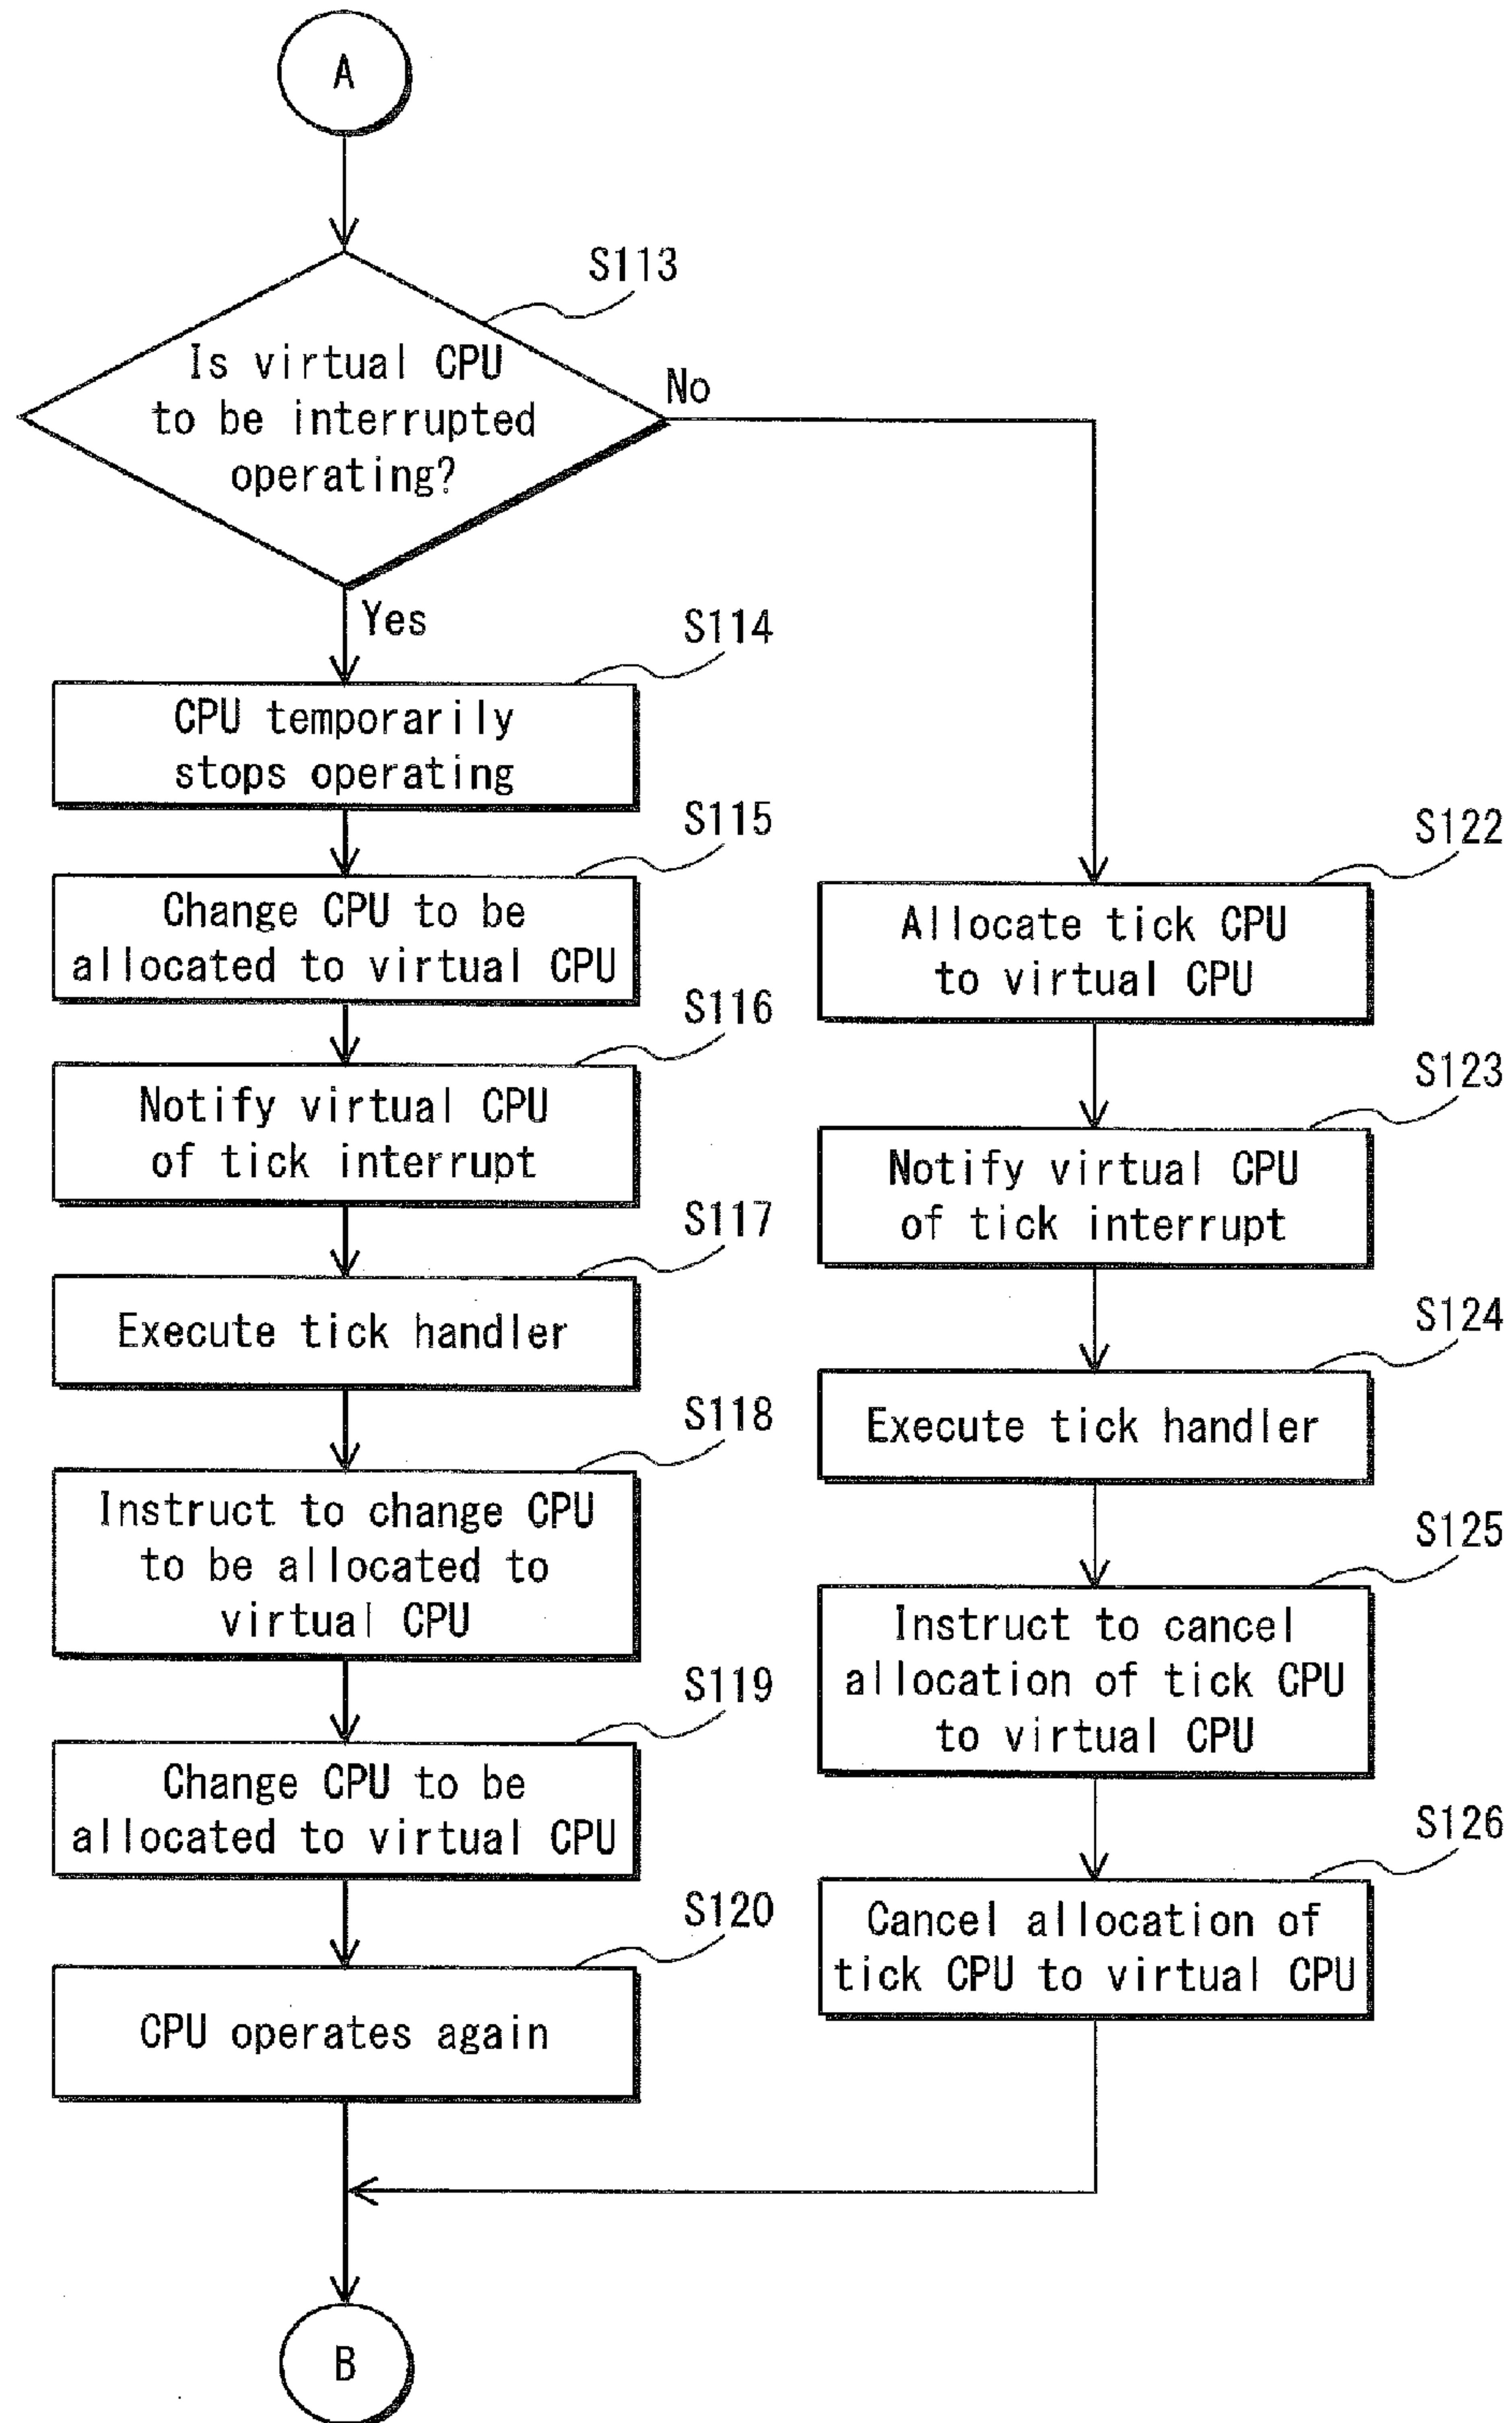 A
S113
Is virtual CPU
to be interrupted
operating?
No
Yes
S114
CPU temporarily
stops operating
S115
Change CPU to be
allocated to virtual CPU
S116
Notify virtual CPU
of tick interrupt
S117
Execute tick handler
S118
Instruct to change CPU
to be allocated to
virtual CPU
S119
Change CPU to be
allocated to virtual CPU
S120
CPU operates again
S122
Allocate tick CPU
to virtual CPU
S123
Notify virtual CPU
of tick interrupt
S124
Execute tick handler
S125
Instruct to cancel
allocation of tick CPU
to virtual CPU
S126
Cancel allocation of
tick CPU to virtual CPU
B